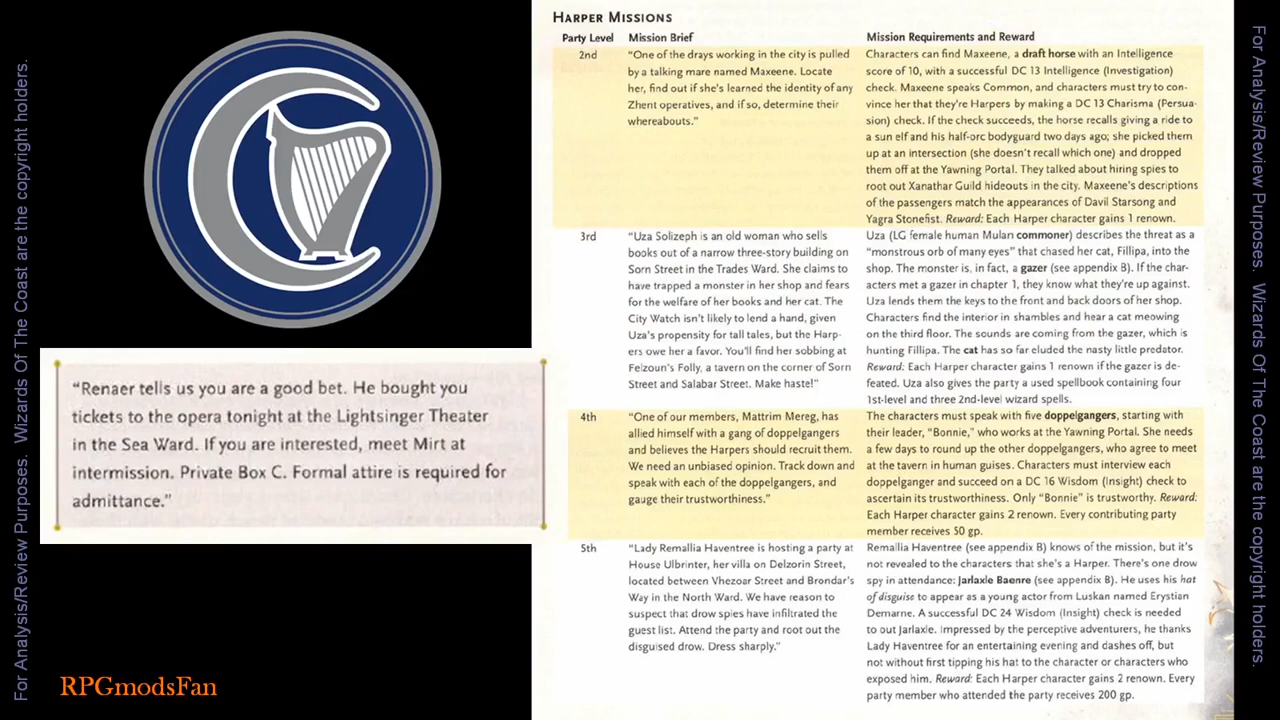 For Analysis/Review Purposes. Wizards Of The Coast are the copyright holders.
"Renaer tells us you are a good bet. He bought you
tickets to the opera tonight at the Lightsinger Theater
in the Sea Ward. If you are interested, meet Mirt at
intermission. Private Box C. Formal attire is required for
admittance."
RPGmodsFan
HARPER MISSIONS
Party Level Mission Brief Mission Requirements and Reward
2nd
"One of the drays working in the city is pulled
by a talking mare named Maxeene. Locate
her, find out if she's learned the identity of any
Zhent operatives, and if so, determine their
whereabouts."
Characters can find Maxeene, a draft horse with an Intelligence
score of 10, with a successful DC 13 Intelligence (Investigation)
check. Maxeene speaks Common, and characters must try to con-
vince her that they're Harpers by making a DC 13 Charisma (Persua-
sion) check. If the check succeeds, the horse recalls giving a ride to
a sun elf and his half-orc bodyguard two days ago; she picked them
up at an intersection (she doesn't recall which one) and dropped
them off at the Yawning Portal. They talked about hiring spies to
root out Xanathar Guild hideouts in the city. Maxeene's descriptions
of the passengers match the appearances of Davil Starsong and
Yagra Stonefist. Reward: Each Harper character gains 1 renown.
3rd
"Uza Solizeph is an old woman who sells
books out of a narrow three-story building on
Sorn Street in the Trades Ward. She claims to
have trapped a monster in her shop and fears
for the welfare of her books and her cat. The
City Watch isn't likely to lend a hand, given
Uza's propensity for tall tales, but the Harp-
ers owe her a favor. You'll find her sobbing at
Felzoun's Folly, a tavern on the corner of Sorn
Street and Salabar Street. Make haste!"
Uza (LG female human Mulan commoner) describes the threat as a
"monstrous orb of many eyes" that chased her cat, Fillipa, into the
shop. The monster is, in fact, a gazer (see appendix B). If the char-
acters met a gazer in chapter 1, they know what they're up against.
Uza lends them the keys to the front and back doors of her shop.
Characters find the interior in shambles and hear a cat meowing
on the third floor. The sounds are coming from the gazer, which is
hunting Fillipa. The cat has so far eluded the nasty little predator.
Reward: Each Harper character gains 1 renown if the gazer is de-
feated. Uza also gives the party a used spellbook containing four
1st-level and three 2nd-level wizard spells.
4th
"One of our members, Mattrim Mereg, has
allied himself with a gang of doppelgangers
and believes the Harpers should recruit them.
We need an unbiased opinion. Track down and
speak with each of the doppelgangers, and
gauge their trustworthiness."
The characters must speak with five doppelgangers, starting with
their leader, "Bonnie," who works at the Yawning Portal. She needs
a few days to round up the other doppelgangers, who agree to meet
at the tavern in human guises. Characters must interview each
doppelganger and succeed on a DC 16 Wisdom (Insight) check to
ascertain its trustworthiness. Only "Bonnie" is trustworthy. Reward:
Each Harper character gains 2 renown. Every contributing party
member receives 50 gp.
5th
"Lady Remallia Haventree is hosting a party at
House Ulbrinter, her villa on Delzorin Street,
located between Vhezoar Street and Brondar's
Way in the North Ward. We have reason to
suspect that drow spies have infiltrated the
guest list. Attend the party and root out the
disguised drow. Dress sharply."
Remallia Haventree (see appendix B) knows of the mission, but it's
not revealed to the characters that she's a Harper. There's one drow
spy in attendance: Jarlaxle Baenre (see appendix B). He uses his hat
of disguise to appear as a young actor from Luskan named Erystian
Demarne. A successful DC 24 Wisdom (Insight) check is needed
to out Jarlaxle. Impressed by the perceptive adventurers, he thanks
Lady Haventree for an entertaining evening and dashes off, but
not without first tipping his hat to the character or characters who
exposed him. Reward: Each Harper character gains 2 renown. Every
party member who attended the party receives 200 gp.
For Analysis/Review Purposes. Wizards Of The Coast are the copyright holders.